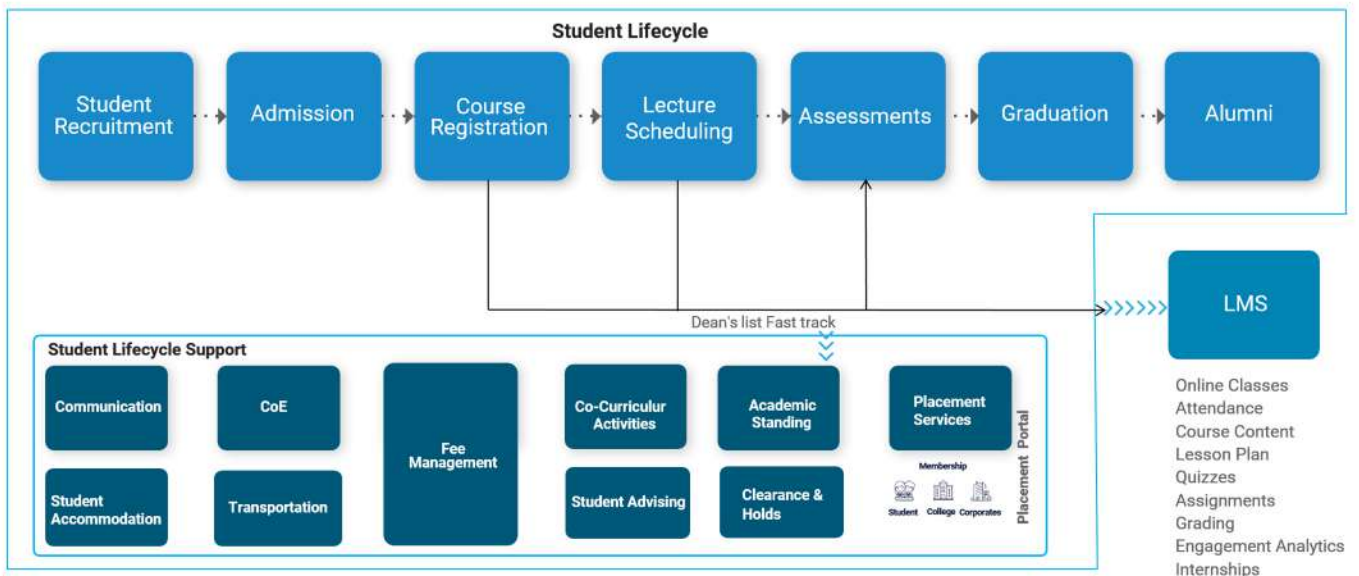 Student Lifecycle
Student
Recruitment
Admission
Course
Registration
Lecture
Scheduling
Assessments
Graduation
Alumni
LMS
Dean's list Fast track
Student Lifecycle Support
Communication
CoE
Fee
Management
Co-Curriculur
Activities
Academic
Standing
Placement
Services
Student
Accommodation
Transportation
Student Advising
Clearance &
Holds
Membership
Student
College
Corporates
Placement Portal
Online Classes
Attendance
Course Content
Lesson Plan
Quizzes
Assignments
Grading
Engagement Analytics
Internships